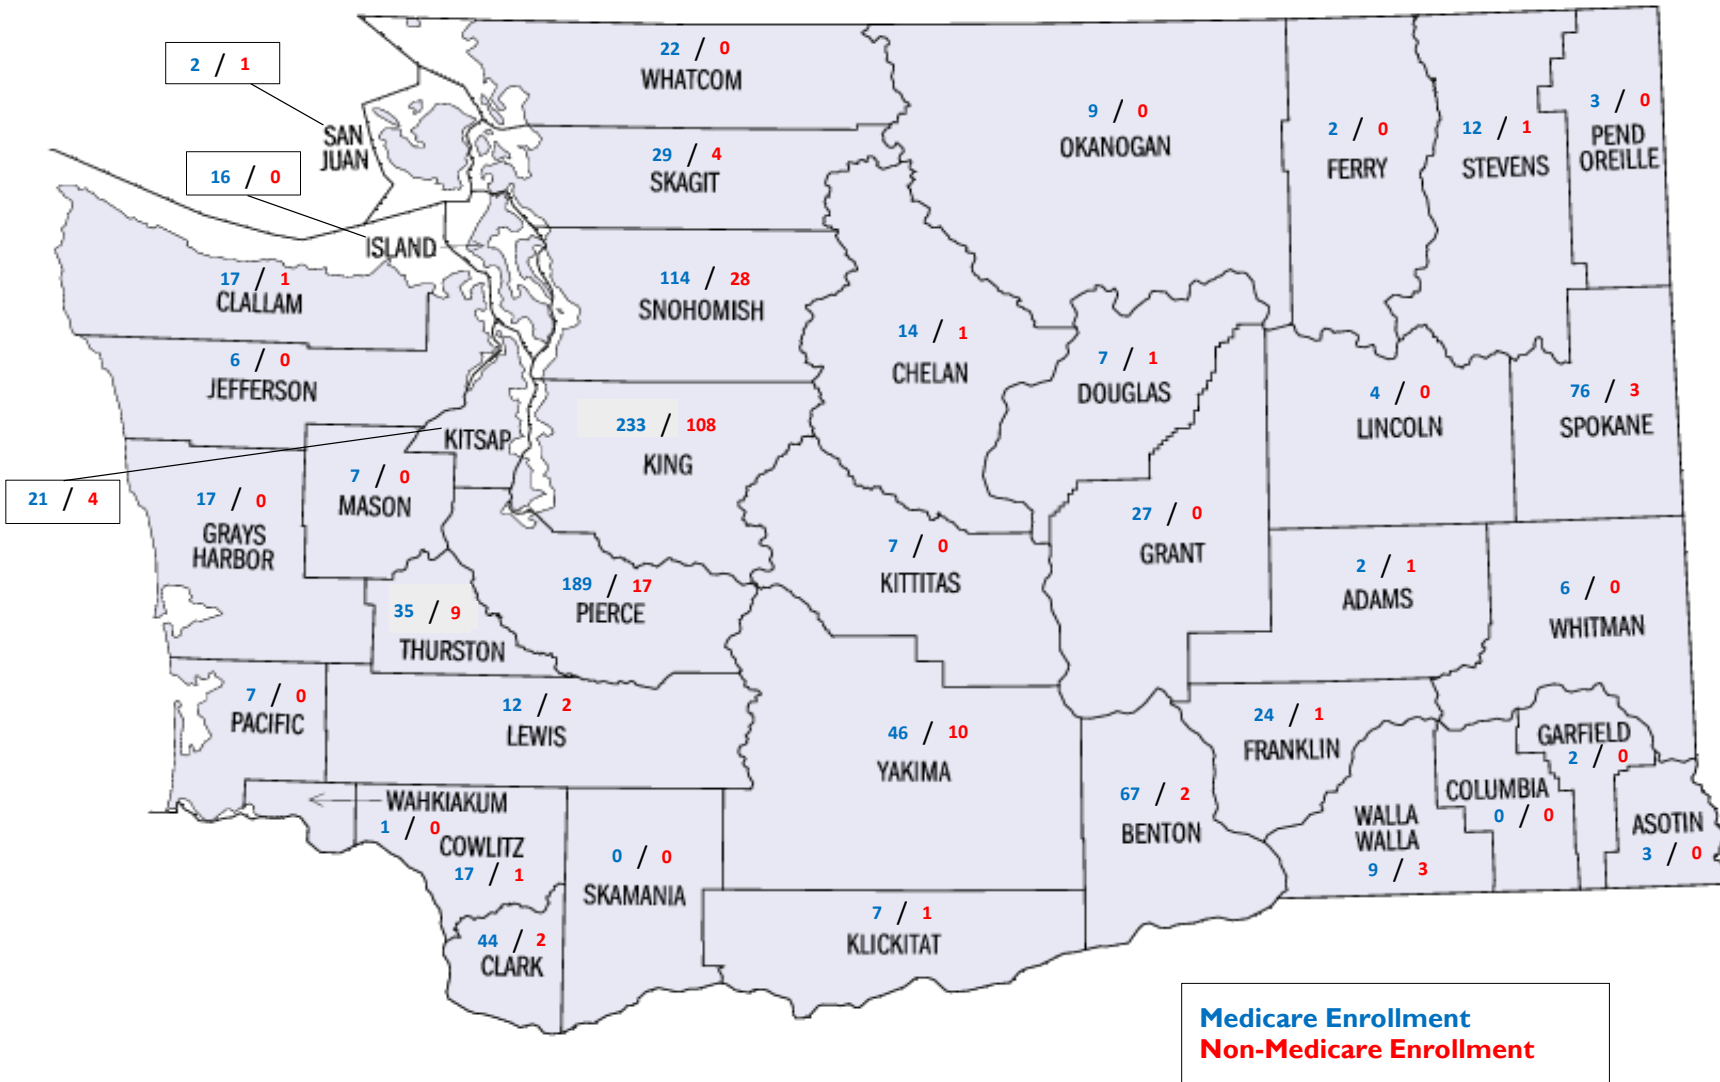 22 / 0
WHATCOM
2 / 1
SAN
JUAN
9 / 0
OKANOGAN
2 / 0
FERRY
12 / 1
STEVENS
3 / 0
PEND
OREILLE
29 / 4
SKAGIT
16 / 0
ISLAND
17 / 1
CLALLAM
114 / 28
SNOHOMISH
14 / 1
CHELAN
7 / 1
DOUGLAS
6 / 0
JEFFERSON
4 / 0
LINCOLN
76 / 3
SPOKANE
KITSAP
21 / 4
233 / 108
KING
7 / 0
MASON
17 / 0
GRAYS
HARBOR
27 / 0
GRANT
7 / 0
KITTITAS
2 / 1
ADAMS
6 / 0
WHITMAN
189 / 17
PIERCE
35 / 9
THURSTON
7 / 0
PACIFIC
12 / 2
LEWIS
46 / 10
YAKIMA
24 / 1
FRANKLIN
GARFIELD
2 / 0
67 / 2
BENTON
COLUMBIA
0 / 0
WALLA
WALLA
9 / 3
ASOTIN
3 / 0
WAHKIAKUM
1 / 0
COWLITZ
17 / 1
0 / 0
SKAMANIA
7 / 1
KLICKITAT
44 / 2
CLARK
Medicare Enrollment
Non-Medicare Enrollment